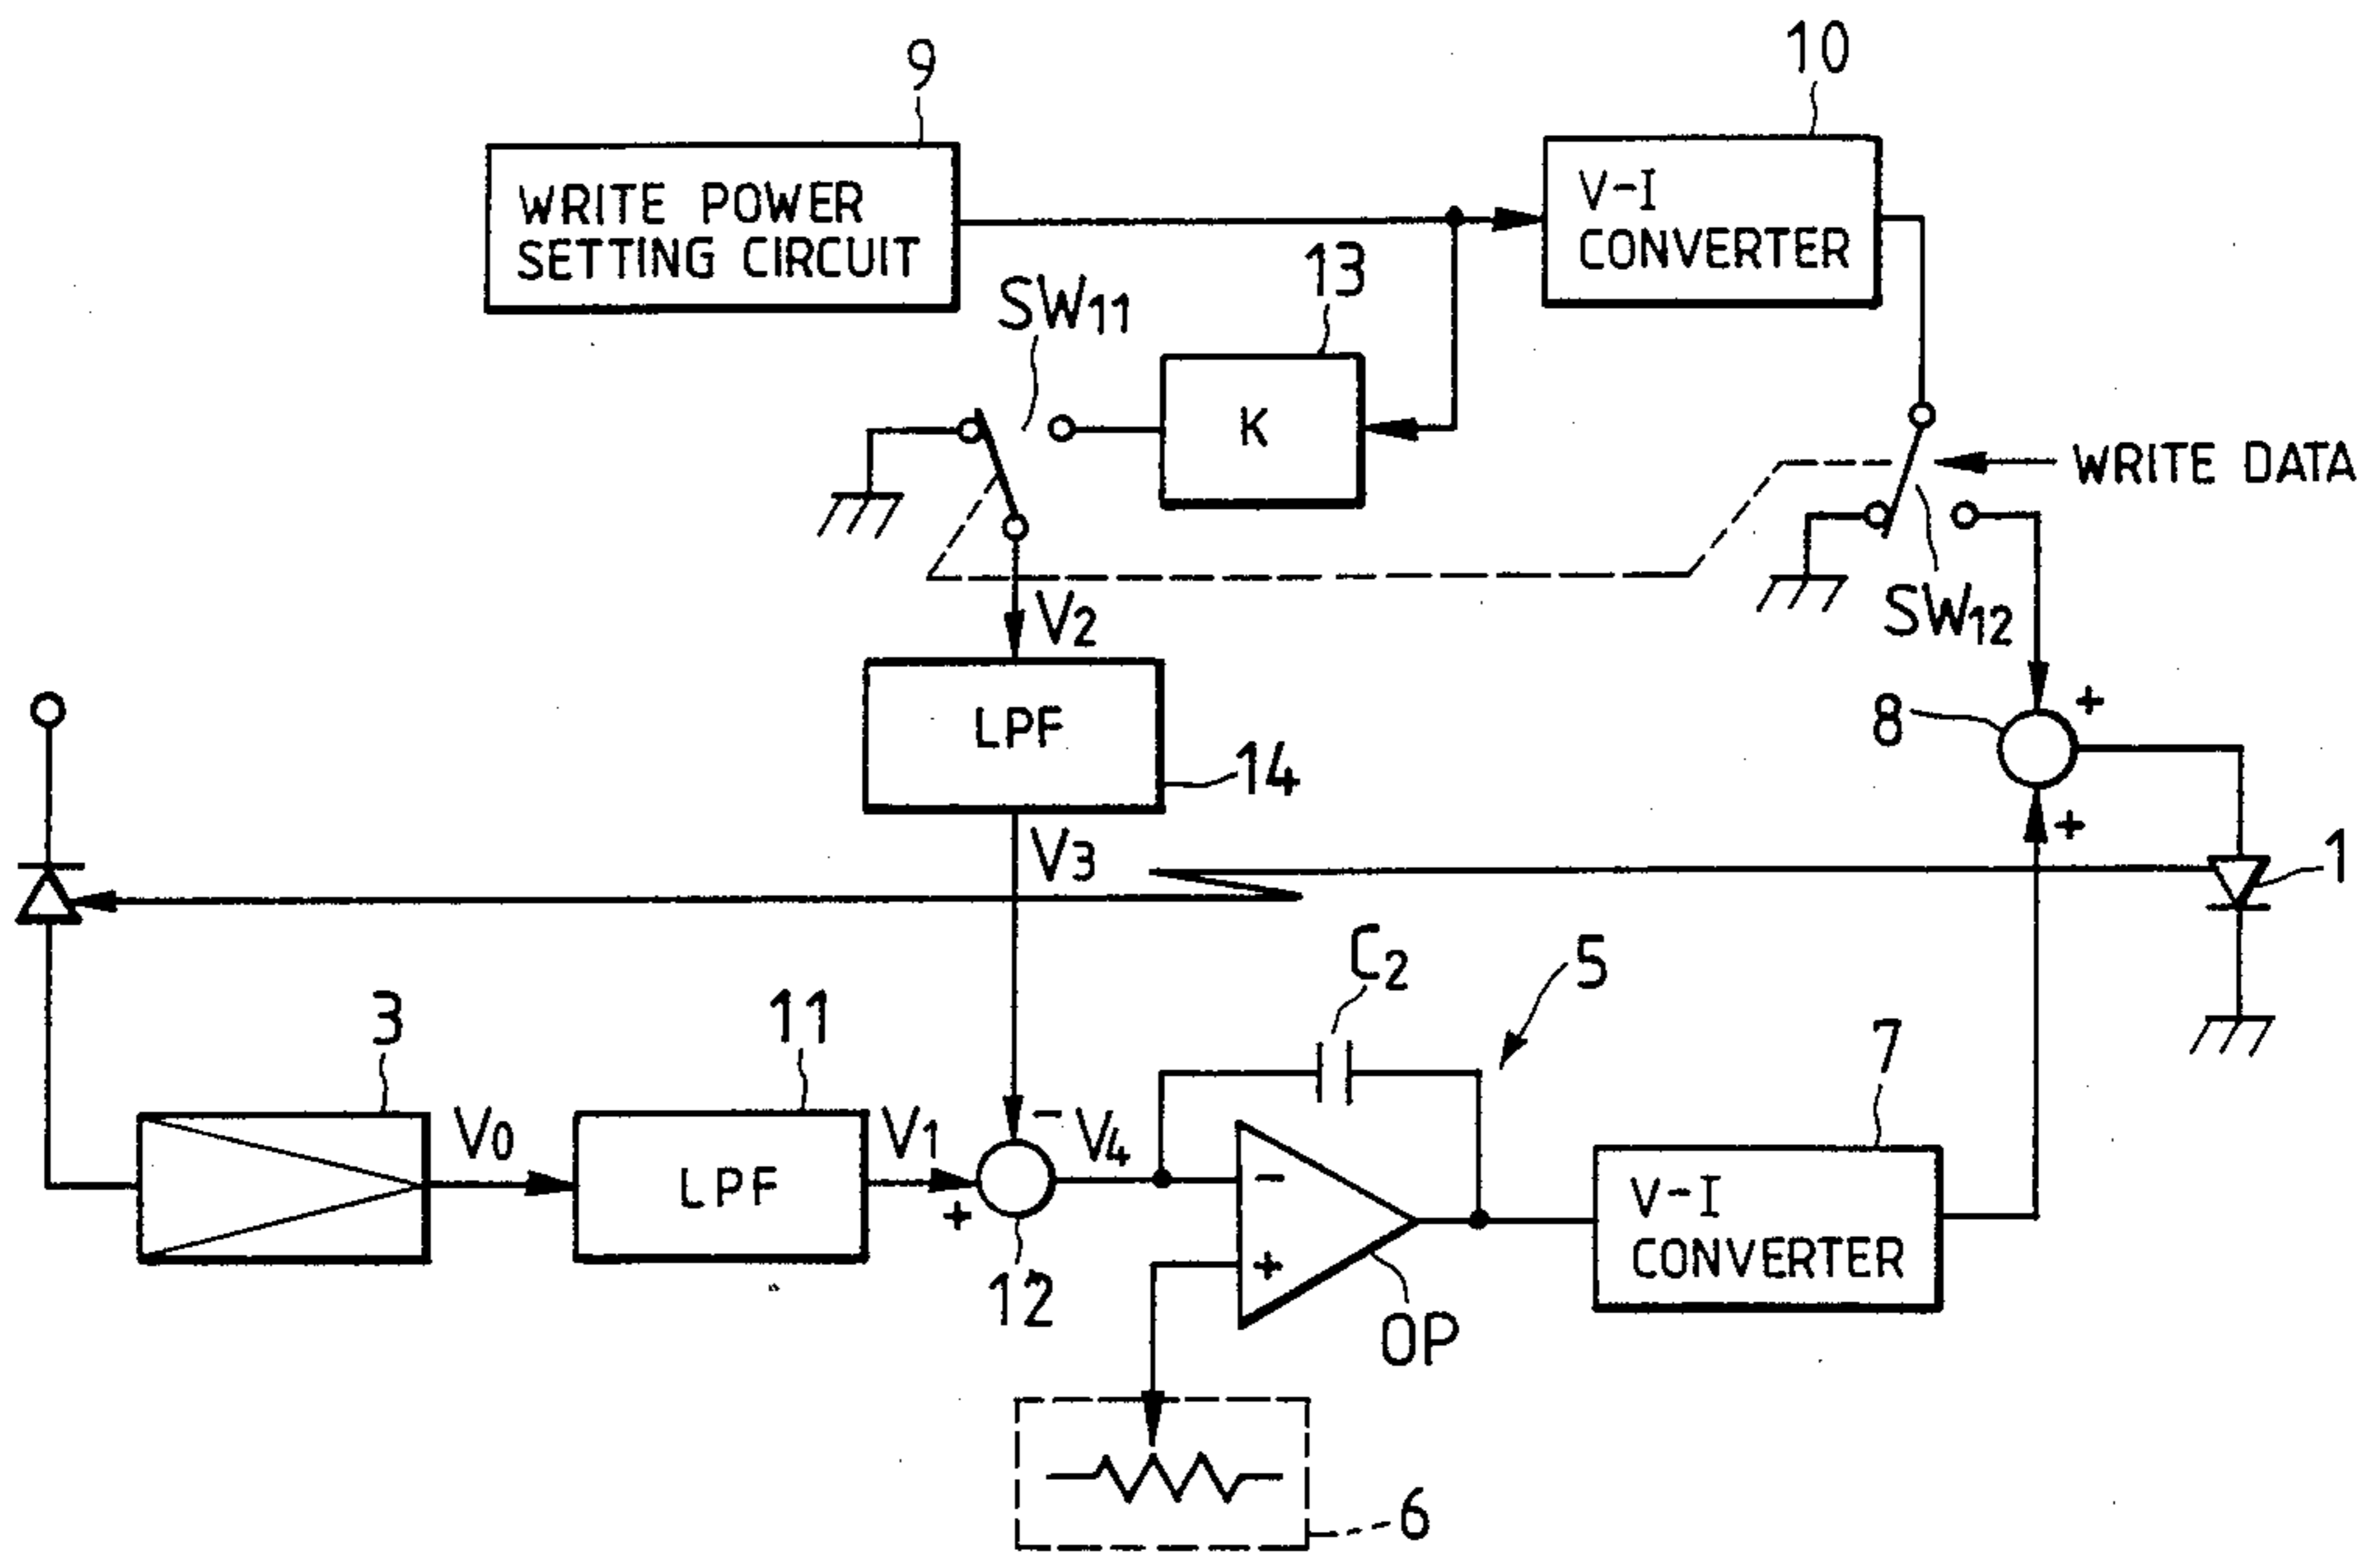 9
10
WRITE POWER
SETTING CIRCUIT
V-I
CONVERTER
SW11
13
K
WRITE DATA
V2
SW12
LPF
14
8
+
+
V3
1
C2
5
3
11
7
V0
LPF
V1
-
V4
+
-
+
V-I
CONVERTER
12
OP
6